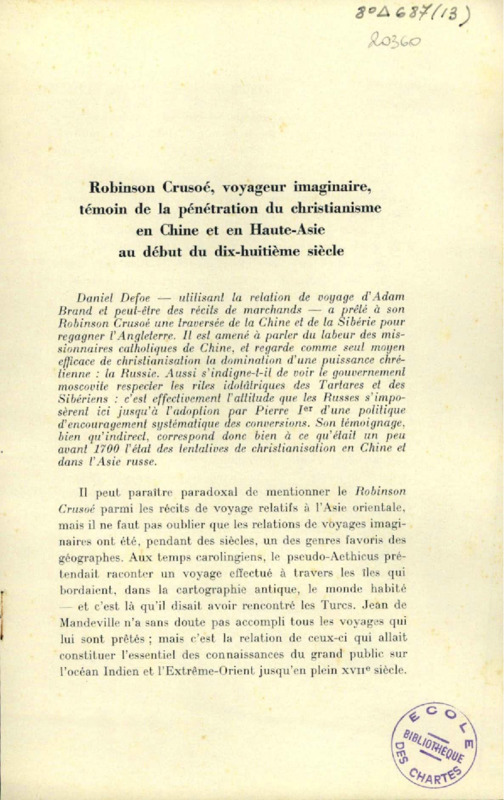 8°Δ687(13)
20360
Robinson Crusoé, voyageur imaginaire,
témoin de la pénétration du christianisme
en Chine et en Haute-Asie
au début du dix-huitième siècle
Daniel Defoe — utilisant la relation de voyage d'Adam
Brand et peut-être des récits de marchands — a prêté à son
Robinson Crusoé une traversée de la Chine et de la Sibérie pour
regagner l'Angleterre. Il est amené à parler du labeur des mis-
sionnaires catholiques de Chine, et regarde comme seul moyen
efficace de christianisation la domination d'une puissance chré-
tienne : la Russie. Aussi s'indigne-t-il de voir le gouvernement
moscovite respecter les rites idolâtriques des Tartares et des
Sibériens : c'est effectivement l'attitude que les Russes s'impo-
sèrent ici jusqu'à l'adoption par Pierre Ier d'une politique
d'encouragement systématique des conversions. Son témoignage,
bien qu'indirect, correspond donc bien à ce qu'était un peu
avant 1700 l'état des tentatives de christianisation en Chine et
dans l'Asie russe.
Il peut paraître paradoxal de mentionner le Robinson
Crusoé parmi les récits de voyage relatifs à l'Asie orientale,
mais il ne faut pas oublier que les relations de voyages imagi-
naires ont été, pendant des siècles, un des genres favoris des
géographes. Aux temps carolingiens, le pseudo-Aethicus pré-
tendait raconter un voyage effectué à travers les îles qui
bordaient, dans la cartographie antique, le monde habité
— et c'est là qu'il disait avoir rencontré les Turcs. Jean de
Mandeville n'a sans doute pas accompli tous les voyages qui
lui sont prêtés ; mais c'est la relation de ceux-ci qui allait
constituer l'essentiel des connaissances du grand public sur
l'océan Indien et l'Extrême-Orient jusqu'en plein XVIIe siècle.
ECOLE
BIBLIOTHEQUE
DES CHARTES